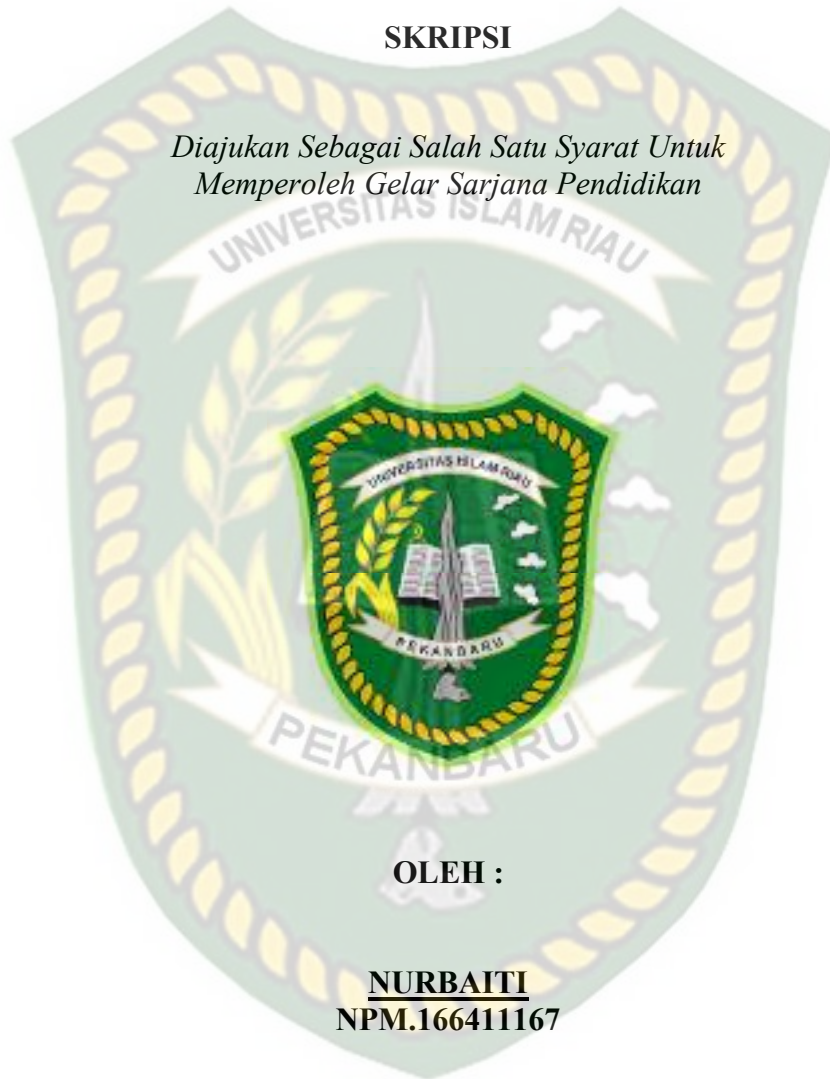 SKRIPSI
Diajukan Sebagai Salah Satu Syarat Untuk
Memperoleh Gelar Sarjana Pendidikan
UNIVERSITAS ISLAM RIAU
UNIVERSITAS ISLAM RIAU
PEKANBARU
PEKANBARU
OLEH :
NURBAITI
NPM.166411167